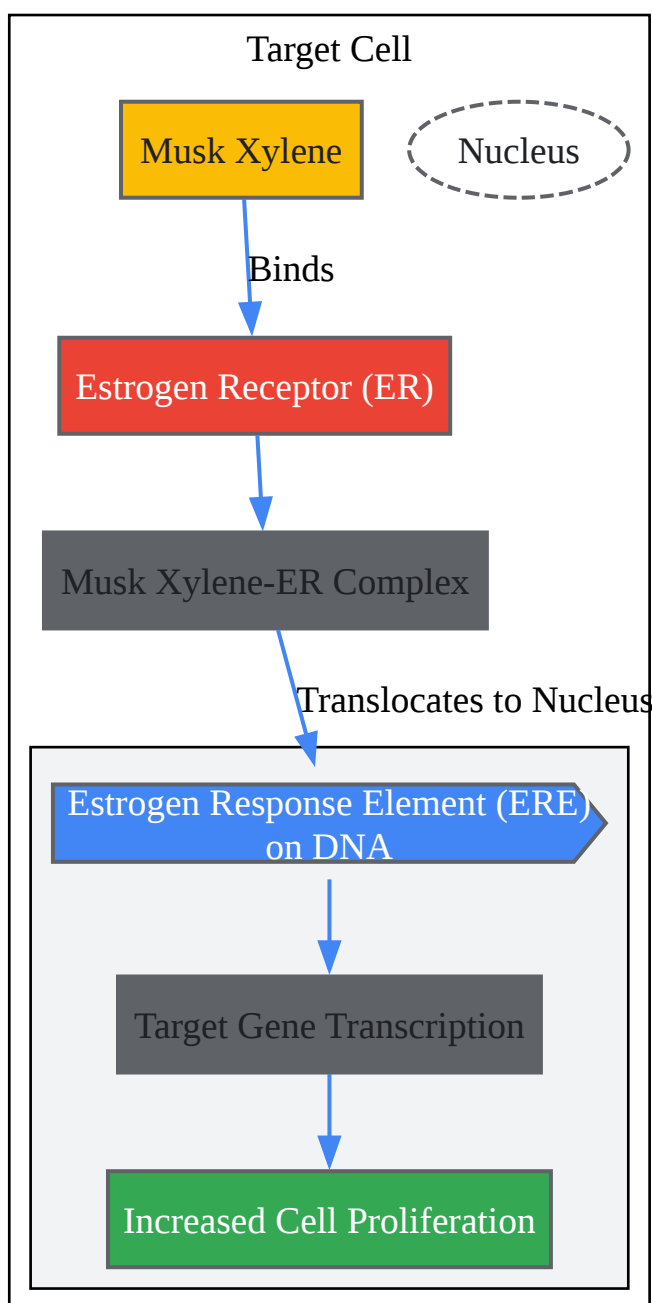 Target Cell
Musk Xylene
Nucleus
Binds
Estrogen Receptor (ER)
Musk Xylene-ER Complex
Translocates to Nucleus
Estrogen Response Element (ERE)
on DNA
Target Gene Transcription
Increased Cell Proliferation